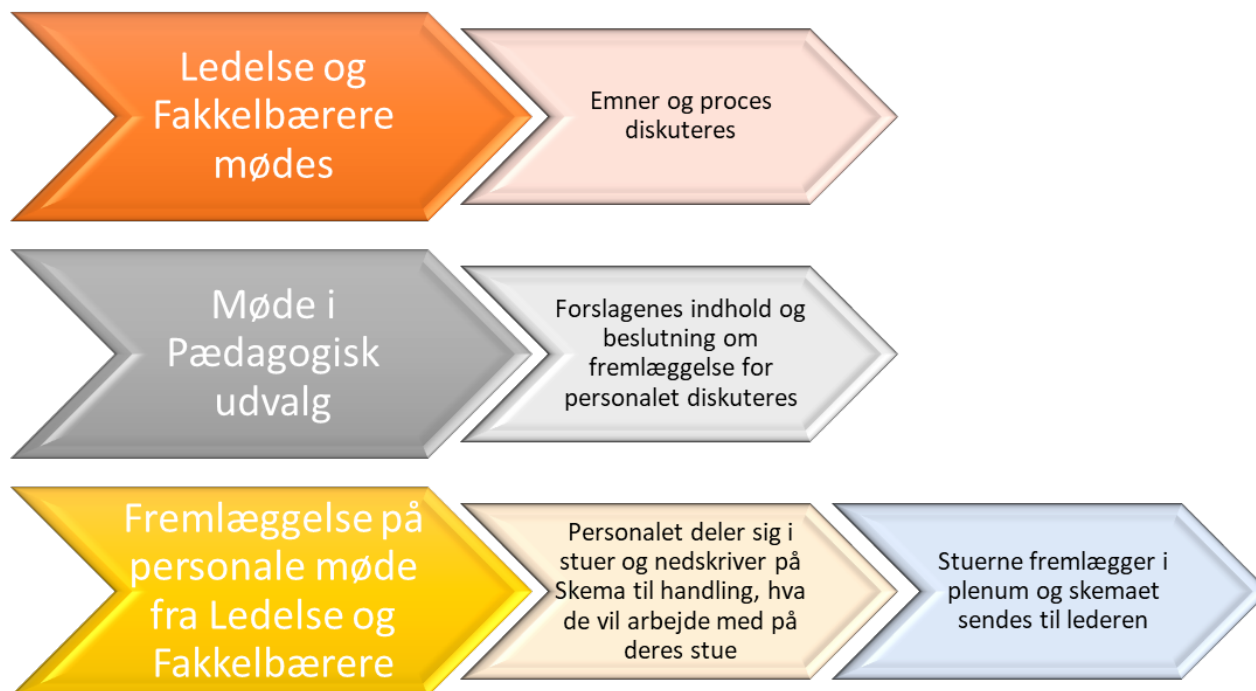 Ledelse og
Fakkelbærere
mødes
Emner og proces
diskuteres
Møde i
Pædagogisk
udvalg
Forslagenes indhold og
beslutning om
fremlæggelse for
personalet diskuteres
Fremlæggelse på
personale møde
fra Ledelse og
Fakkelbærere
Personalet deler sig i
stuer og nedskriver på
Skema til handling, hva
de vil arbejde med på
deres stue
Stuerne fremlægger i
plenum og skemaet
sendes til lederen